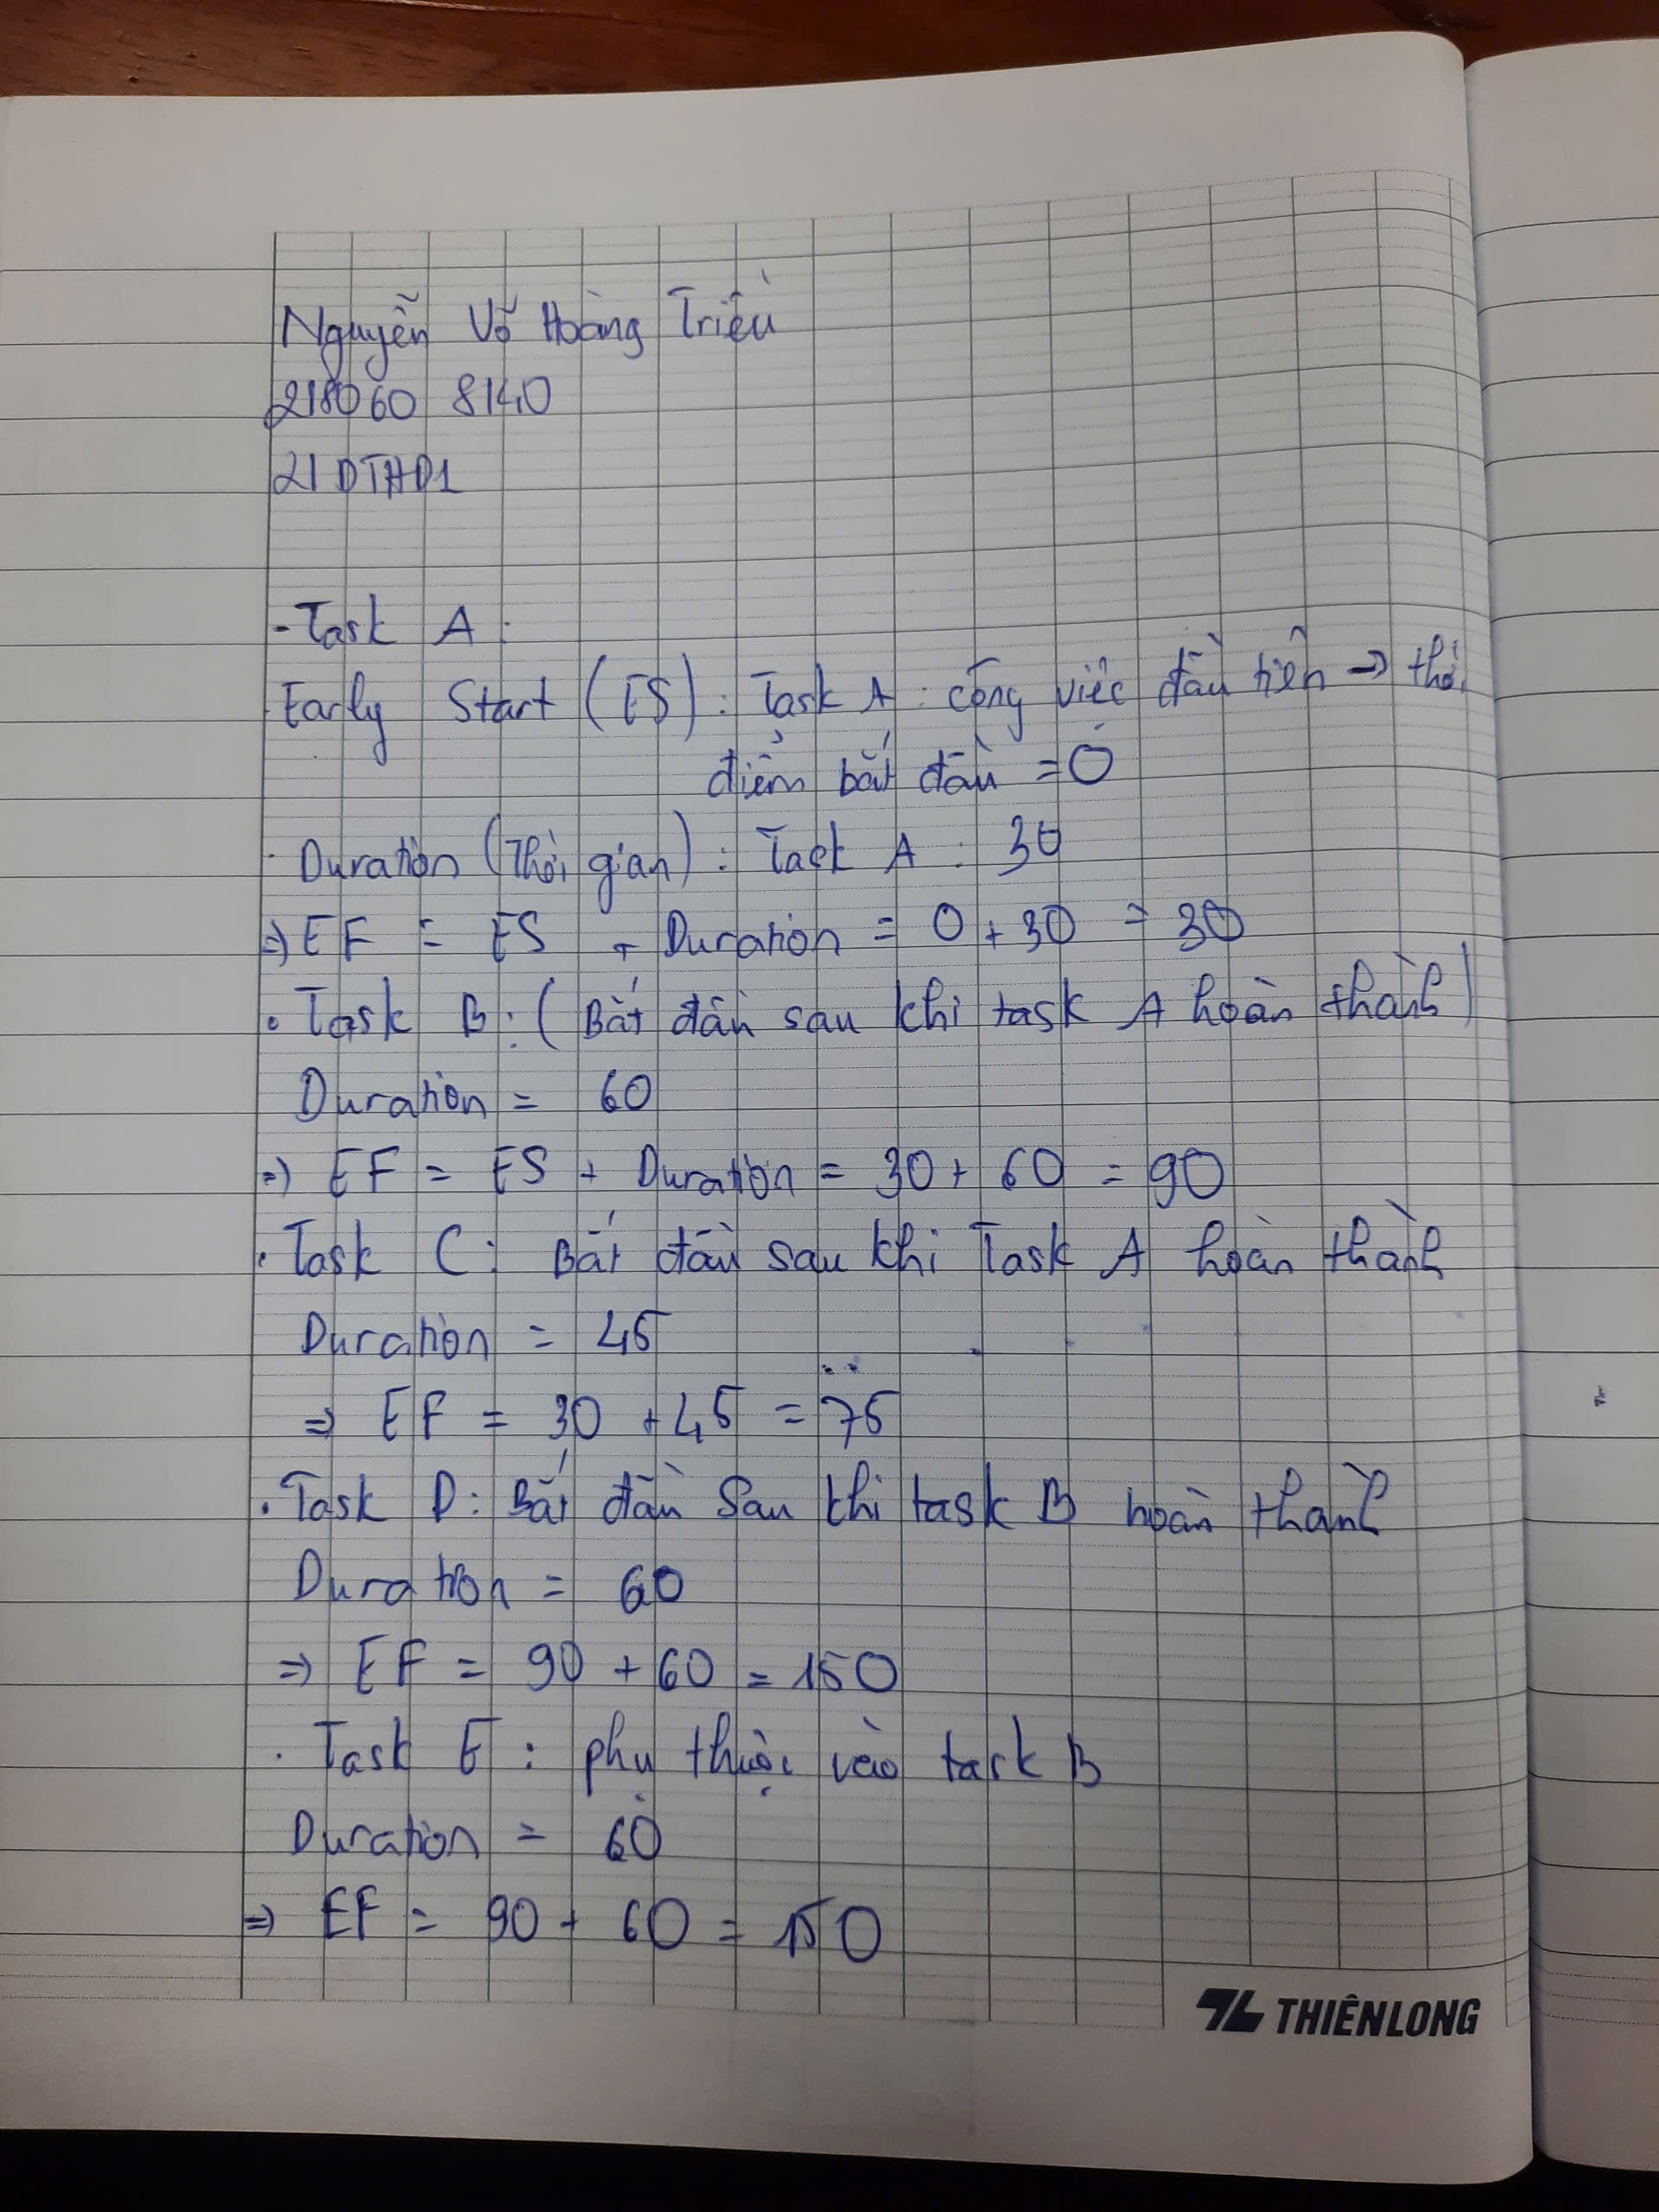 Nguyễn Võ Hoàng Triều
218060 8140
21DTHD1
- Task A:
Early Start (ES): Task A: công việc đầu tiên → thời
điểm bắt đầu = 0
. Duration (Thời gian): Task A: 30
⇒ EF = ES + Duration = 0 + 30 = 30
. Task B: (Bắt đầu sau khi task A hoàn thành)
Duration = 60
⇒ EF = ES + Duration = 30 + 60 = 90
. Task C: Bắt đầu sau khi Task A hoàn thành
Duration = 45
⇒ EF = 30 + 45 = 75
. Task D: Bắt đầu sau khi task B hoàn thành
Duration = 60
⇒ EF = 90 + 60 = 150
. Task E: phụ thuộc vào task B
Duration = 60
⇒ EF = 90 + 60 = 150
THIÊN LONG